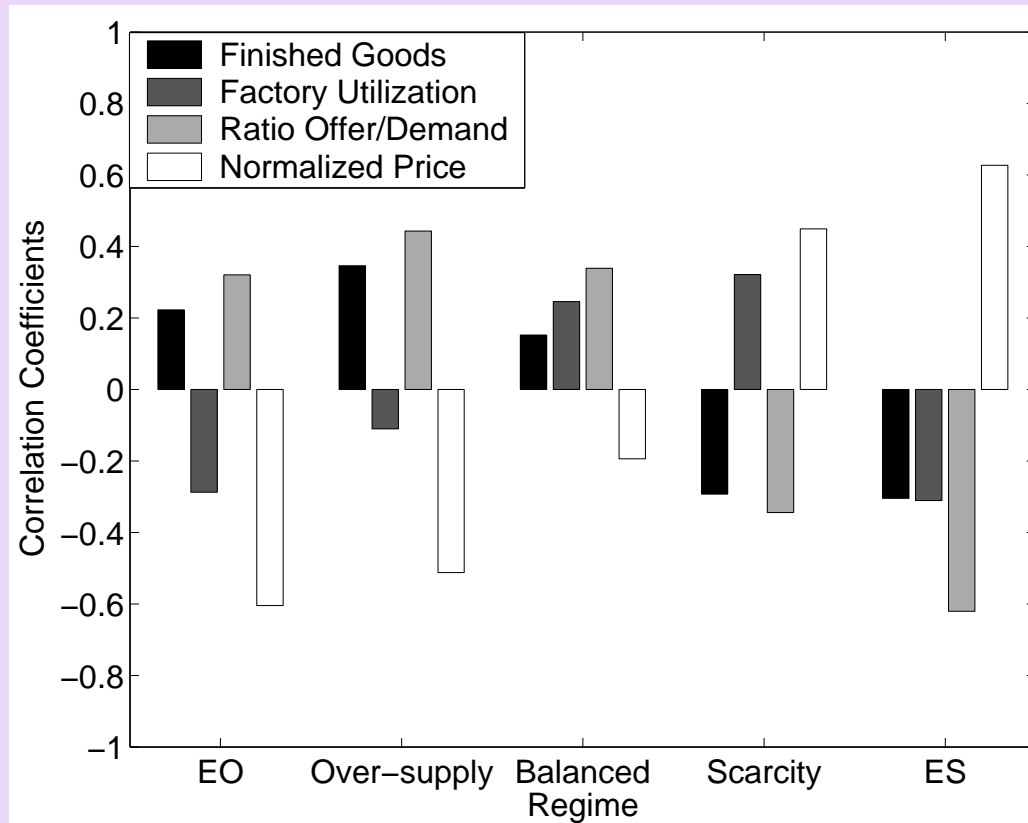 Finished Goods
Factory Utilization
Ratio Offer/Demand
Normalized Price
Correlation Coefficients
1
0.8
0.6
0.4
0.2
0
−0.2
−0.4
−0.6
−0.8
−1
EO Over−supply Balanced Scarcity ES
Regime